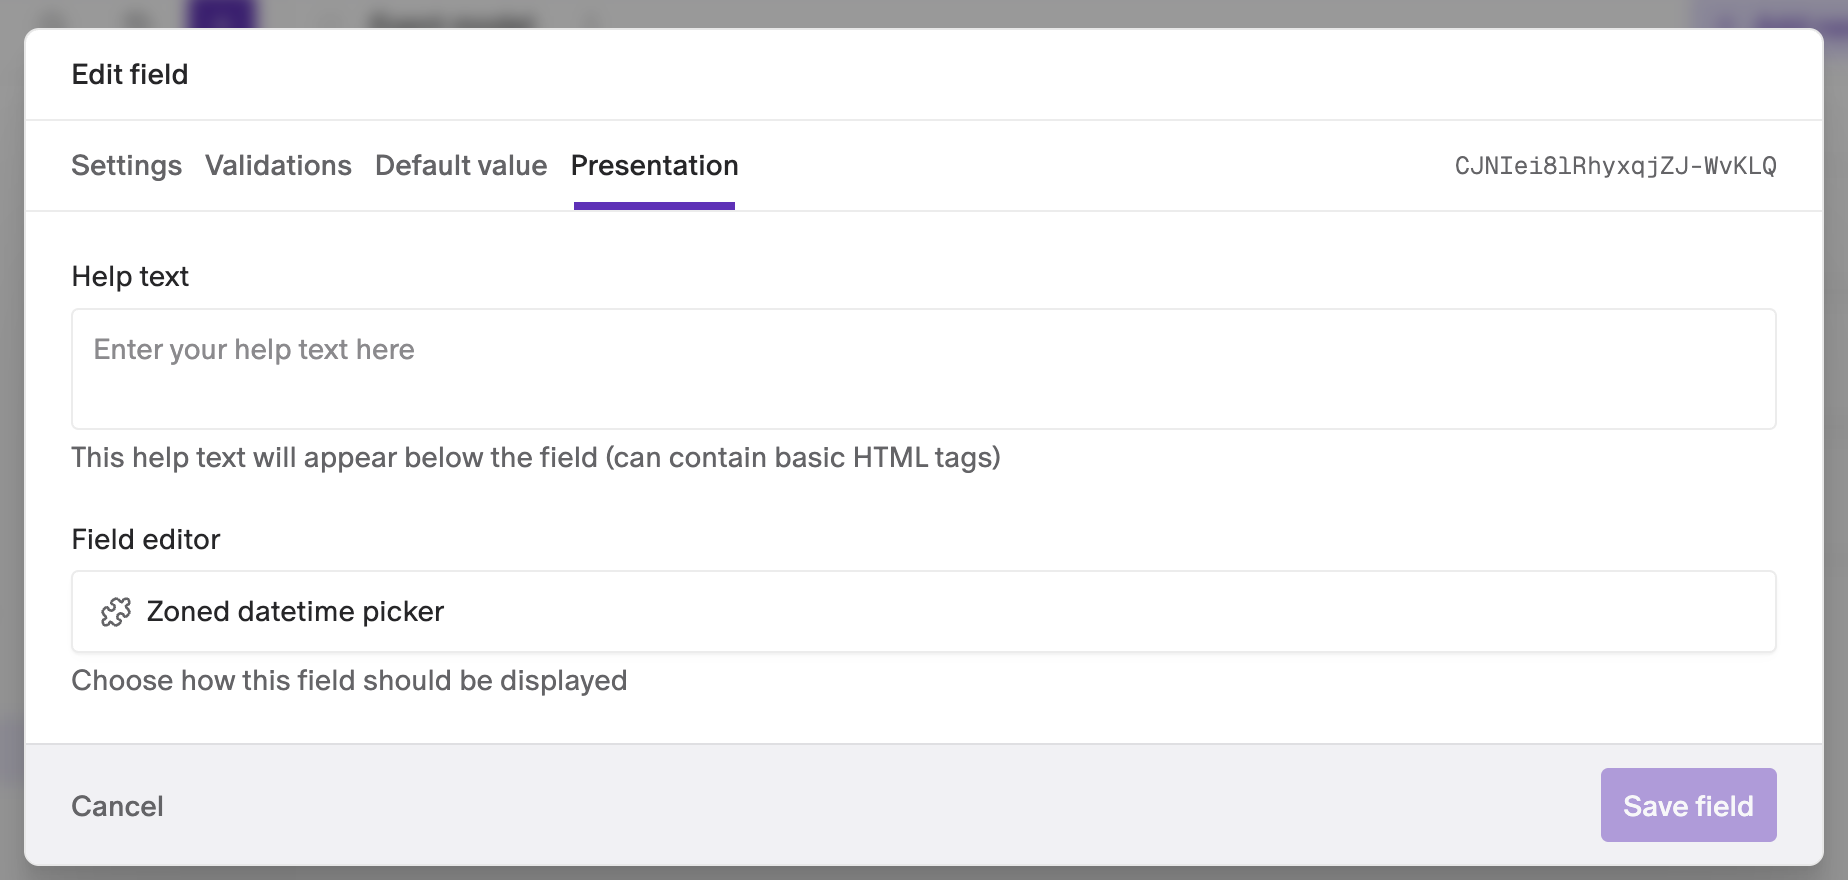 Edit field
Settings Validations Default value Presentation CJNIei8lRhyxqjZJ-WvKLQ
Help text
Enter your help text here
This help text will appear below the field (can contain basic HTML tags)
Field editor
Zoned datetime picker
Choose how this field should be displayed
Cancel Save field